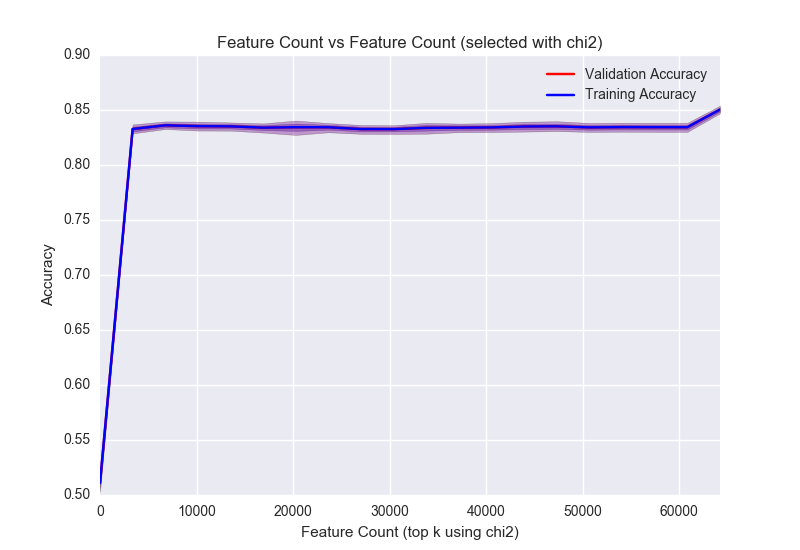 Feature Count vs Feature Count (selected with chi2)
Validation Accuracy
Training Accuracy
0.90
0.85
0.80
0.75
0.70
0.65
0.60
0.55
0.50
Accuracy
0 10000 20000 30000 40000 50000 60000
Feature Count (top k using chi2)